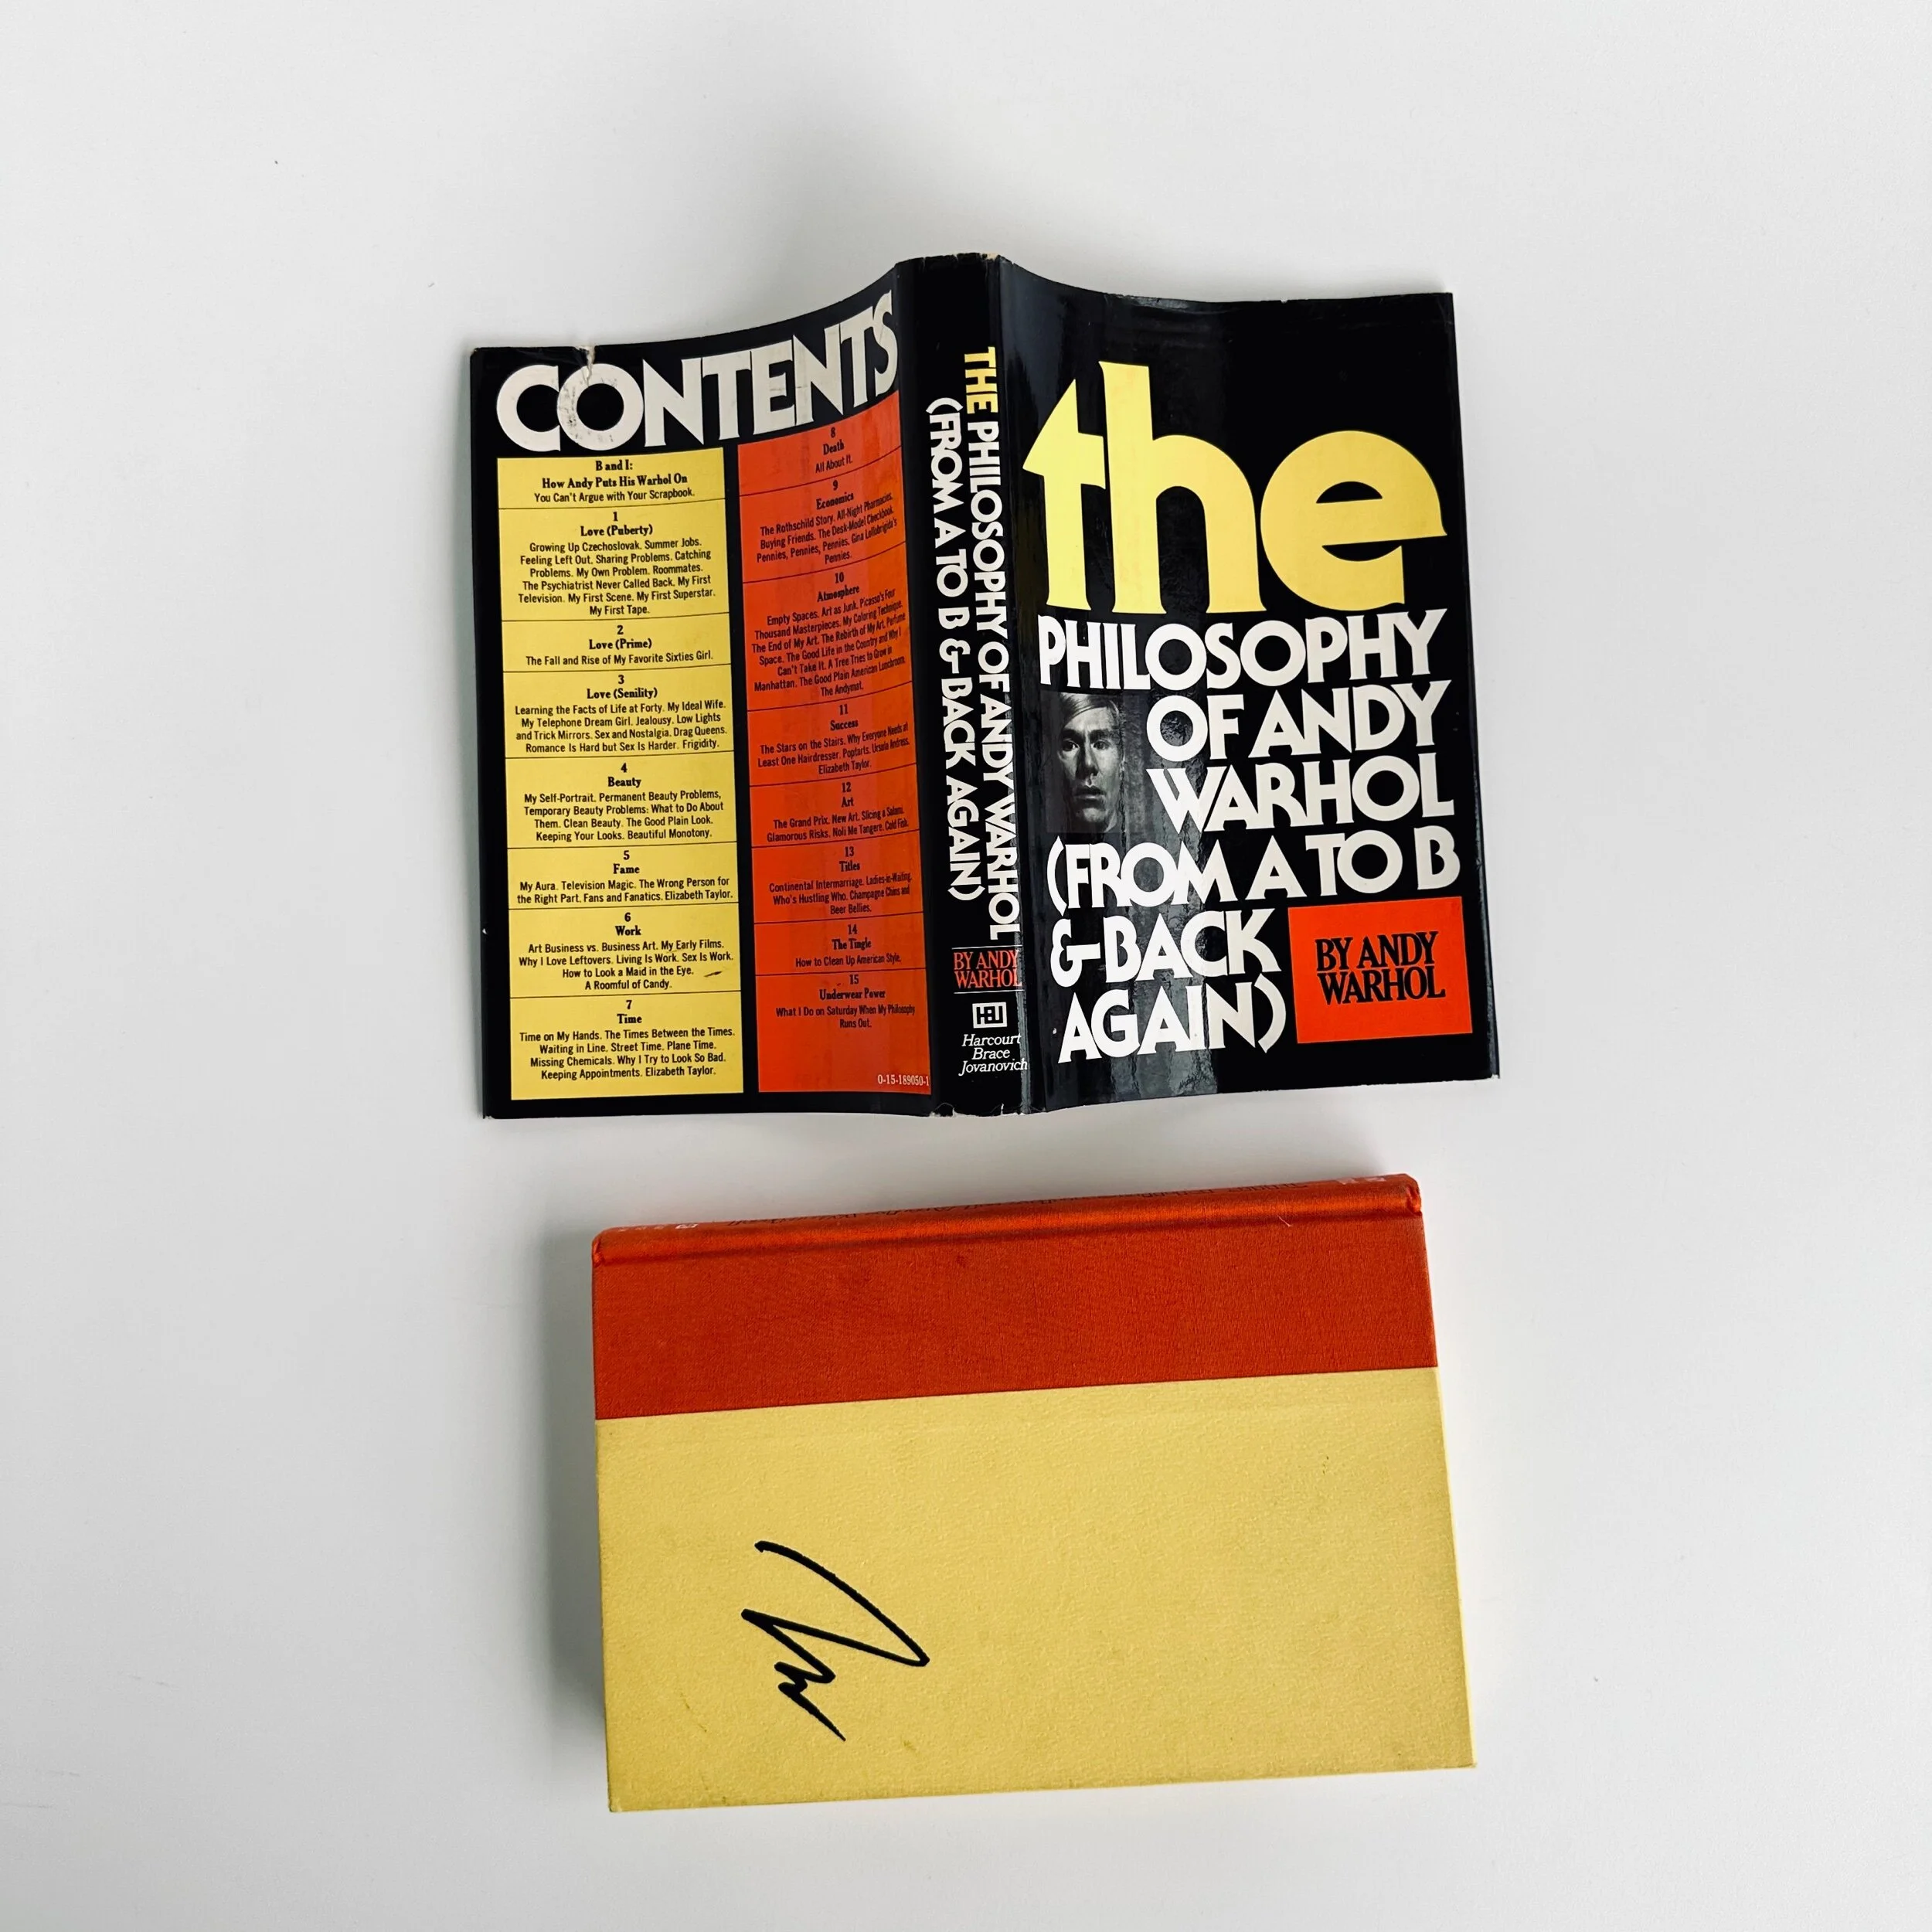 CONTENTS
B and I:
How Andy Puts His Warhol On
You Can't Argue with Your Scrapbook.
1
Love (Puberty)
Growing Up Czechoslovak. Summer Jobs.
Feeling Left Out. Sharing Problems. Catching
Problems. My Own Problem. Roommates.
The Psychiatrist Never Called Back. My First
Television. My First Scene. My First Superstar.
My First Tape.
2
Love (Prime)
The Fall and Rise of My Favorite Sixties Girl.
3
Love (Senility)
Learning the Facts of Life at Forty. My Ideal Wife.
My Telephone Dream Girl. Jealousy. Low Lights
and Trick Mirrors. Sex and Nostalgia. Drag Queens.
Romance Is Hard but Sex Is Harder. Frigidity.
4
Beauty
My Self-Portrait. Permanent Beauty Problems,
Temporary Beauty Problems: What to Do About
Them. Clean Beauty. The Good Plain Look.
Keeping Your Looks. Beautiful Monotony.
5
Fame
My Aura. Television Magic. The Wrong Person for
the Right Part. Fans and Fanatics. Elizabeth Taylor.
6
Work
Art Business vs. Business Art. My Early Films.
Why I Love Leftovers. Living Is Work. Sex Is Work.
How to Look a Maid in the Eye.
A Roomful of Candy.
7
Time
Time on My Hands. The Times Between the Times.
Waiting in Line. Street Time. Plane Time.
Missing Chemicals. Why I Try to Look So Bad.
Keeping Appointments. Elizabeth Taylor.
8
Death
All About It.
9
Economics
The Rothschild Story. All-Night Pharmacies.
Buying Friends. The Desk-Model Checkbook.
Pennies, Pennies, Pennies. Gina Lollobrigida's
Pennies.
10
Atmosphere
Empty Spaces. Art as Junk. Picasso's Four
Thousand Masterpieces. My Coloring Technique.
The End of My Art. The Rebirth of My Art. Perfume
Space. The Good Life in the Country and Why I
Can't Take It. A Tree Tries to Grow in
Manhattan. The Good Plain American Lunchroom.
The Andymat.
11
Success
The Stars on the Stairs. Why Everyone Needs at
Least One Hairdresser. Poptarts. Ursula Andress.
Elizabeth Taylor.
12
Art
The Grand Prix. New Art. Slicing a Salami.
Glamorous Risks. Noli Me Tangere. Cold Fish.
13
Titles
Continental Intermarriage. Ladies-in-Waiting.
Who's Hustling Who. Champagne Chins and
Beer Bellies.
14
The Tingle
How to Clean Up American Style.
15
Underwear Power
What I Do on Saturday When My Philosophy
Runs Out.
0-15-189050-1
THE PHILOSOPHY OF ANDY WARHOL
(FROM A TO B & BACK AGAIN)
BY ANDY
WARHOL
HBJ
Harcourt
Brace
Jovanovich
the
PHILOSOPHY
OF ANDY
WARHOL
(FROM A TO B
& BACK
AGAIN)
BY ANDY
WARHOL